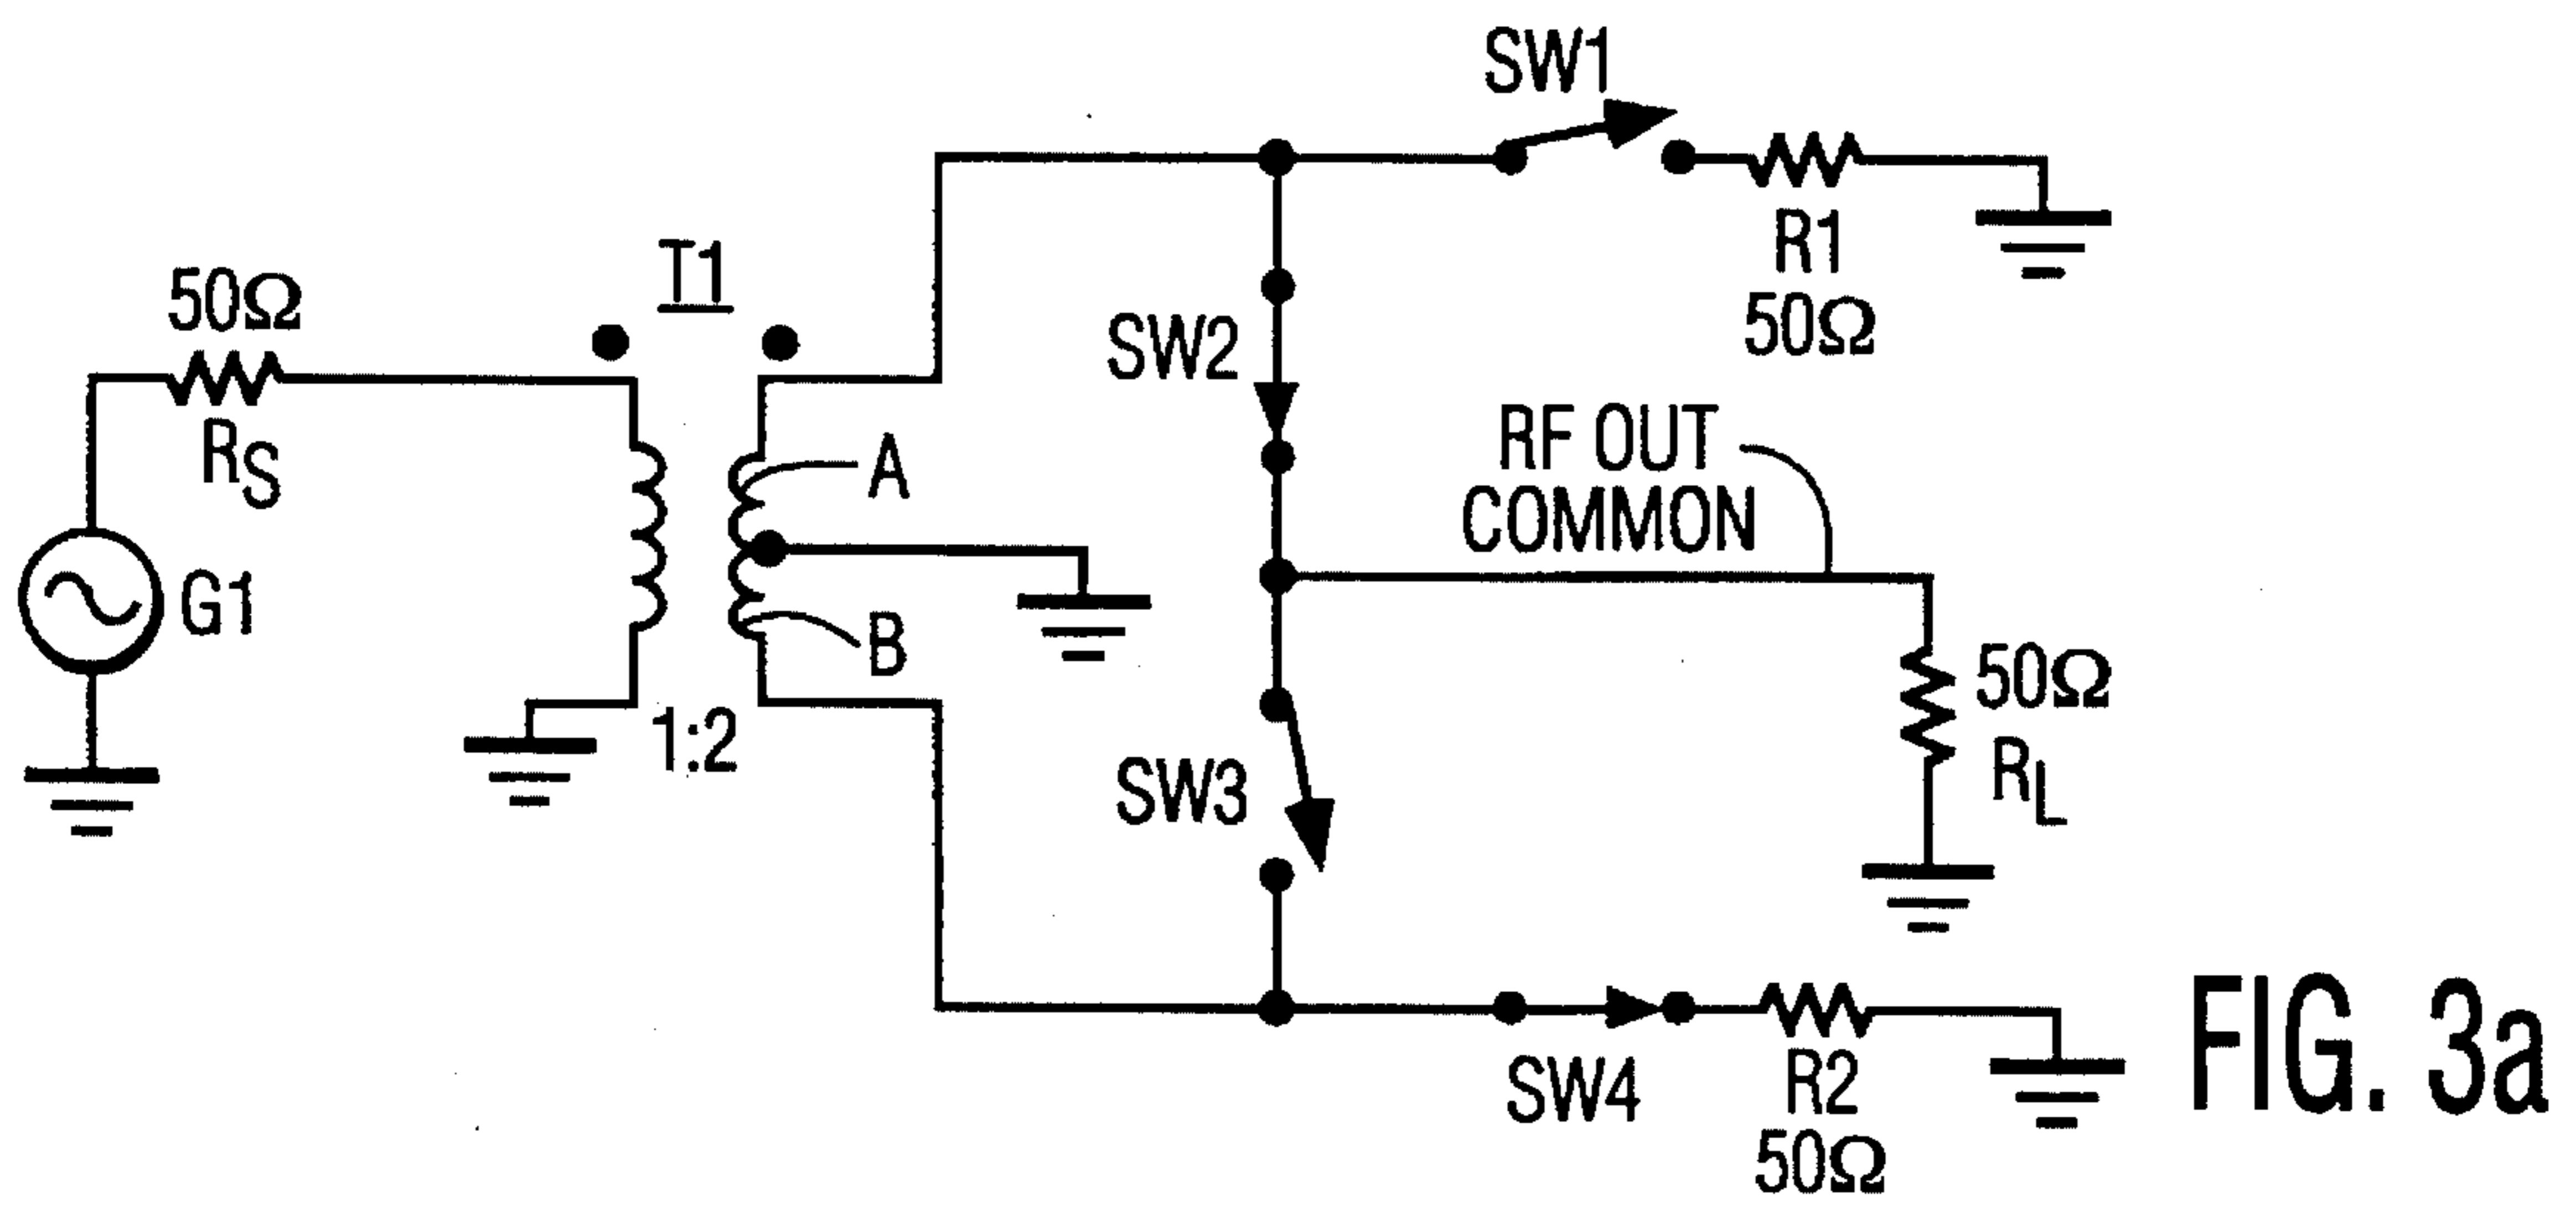 SW1
R1
50Ω
T1
50Ω
RS
SW2
A
RF OUT
COMMON
G1
B
50Ω
RL
1:2
SW3
SW4
R2
50Ω
FIG. 3a